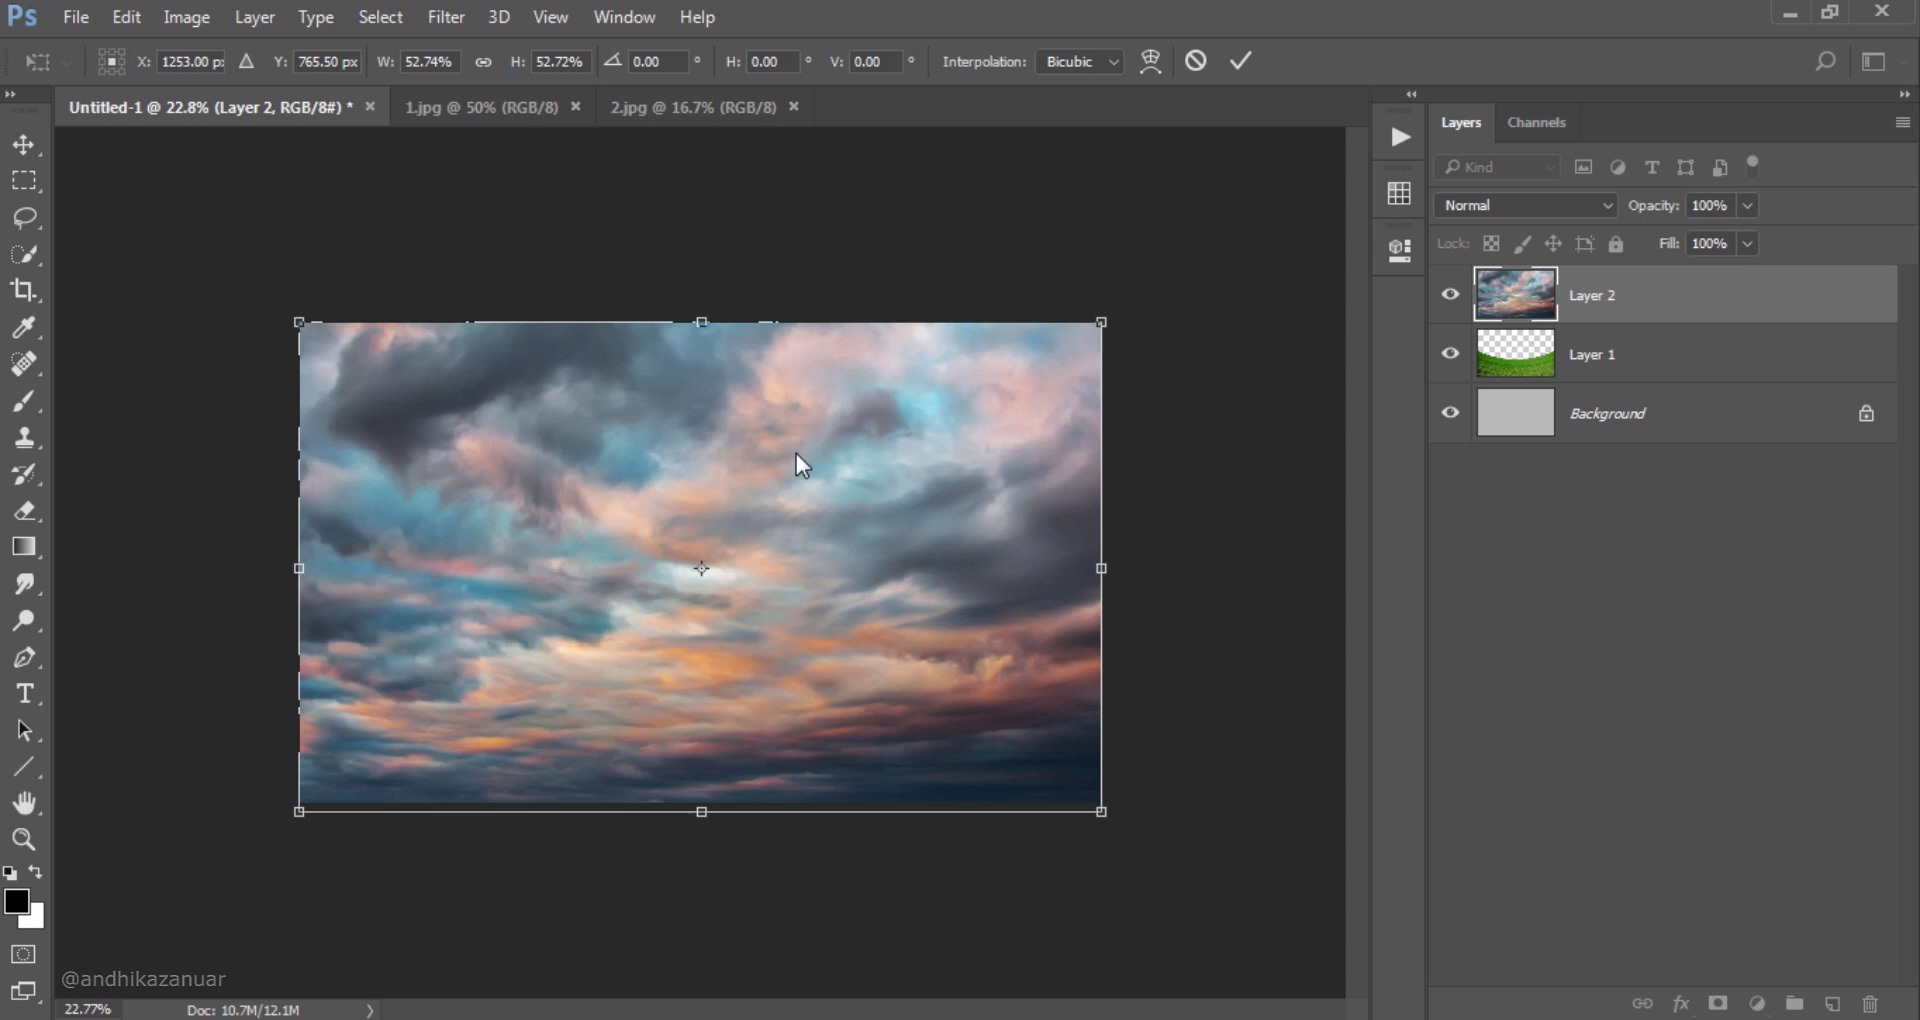 Ps File Edit Image Layer Type Select Filter 3D View Window Help
X: 1253.00 px Y: 765.50 px W: 52.74% H: 52.72% 0.00 ° H: 0.00 ° V: 0.00 ° Interpolation: Bicubic
Untitled-1 @ 22.8% (Layer 2, RGB/8#) * × 1.jpg @ 50% (RGB/8) × 2.jpg @ 16.7% (RGB/8) ×
Layers Channels
Kind
Normal Opacity: 100%
Lock: Fill: 100%
Layer 2
Layer 1
Background
@andhikazanuar
22.77% Doc: 10.7M/12.1M